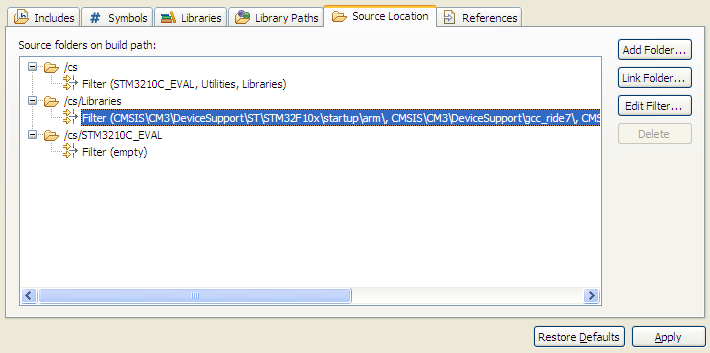 Includes # Symbols Libraries Library Paths Source Location References
Source folders on build path:
/cs
Filter (STM3210C_EVAL, Utilities, Libraries)
/cs/Libraries
Filter (CMSIS\CM3\DeviceSupport\ST\STM32F10x\startup\arm\, CMSIS\CM3\DeviceSupport\gcc_ride7\, CMS
/cs/STM3210C_EVAL
Filter (empty)
Add Folder...
Link Folder...
Edit Filter...
Delete
Restore Defaults Apply